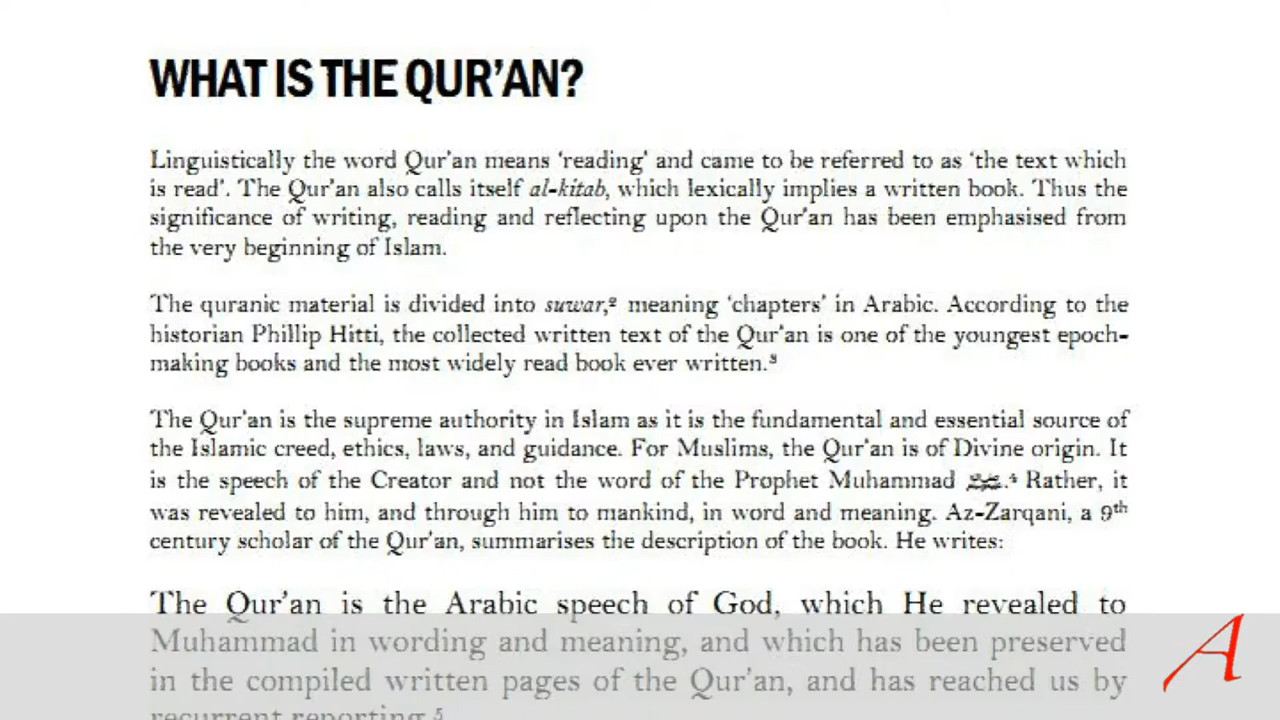 WHAT IS THE QUR’AN?
Linguistically the word Qur’an means ‘reading’ and came to be referred to as ‘the text which
is read’. The Qur’an also calls itself al-kitab, which lexically implies a written book. Thus the
significance of writing, reading and reflecting upon the Qur’an has been emphasised from
the very beginning of Islam.
The quranic material is divided into suwar,² meaning ‘chapters’ in Arabic. According to the
historian Phillip Hitti, the collected written text of the Qur’an is one of the youngest epoch-
making books and the most widely read book ever written.³
The Qur’an is the supreme authority in Islam as it is the fundamental and essential source of
the Islamic creed, ethics, laws, and guidance. For Muslims, the Qur’an is of Divine origin. It
is the speech of the Creator and not the word of the Prophet Muhammad ﷺ.⁴ Rather, it
was revealed to him, and through him to mankind, in word and meaning. Az-Zarqani, a 9th
century scholar of the Qur’an, summarises the description of the book. He writes:
The Qur’an is the Arabic speech of God, which He revealed to
Muhammad in wording and meaning, and which has been preserved
in the compiled written pages of the Qur’an, and has reached us by
recurrent reporting.⁵
A